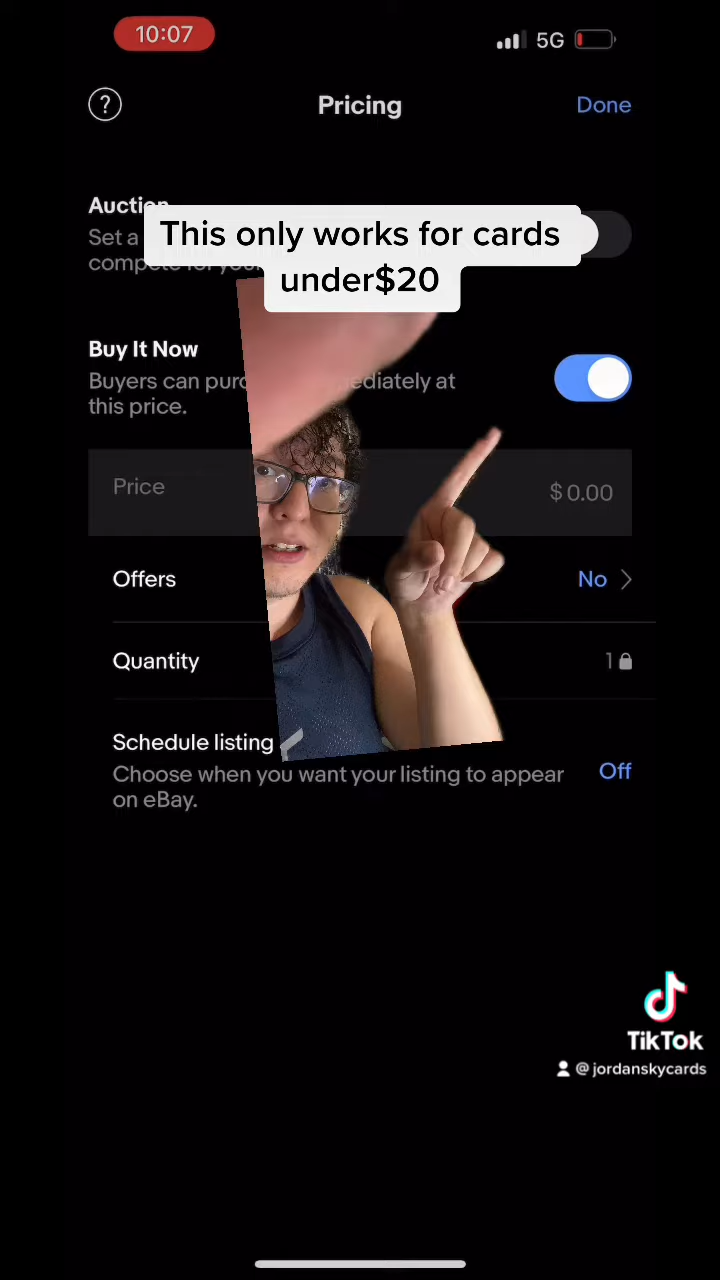 10:07
5G
?
Pricing
Done
Auction
This only works for cards
Set a
under$20
Buy It Now
Buyers can
at
this price.
Price
$ 0.00
Offers
No
Quantity
1
Schedule listing
Choose when you want your listing to appear
Off
on eBay.
TikTok
@jordanskycards